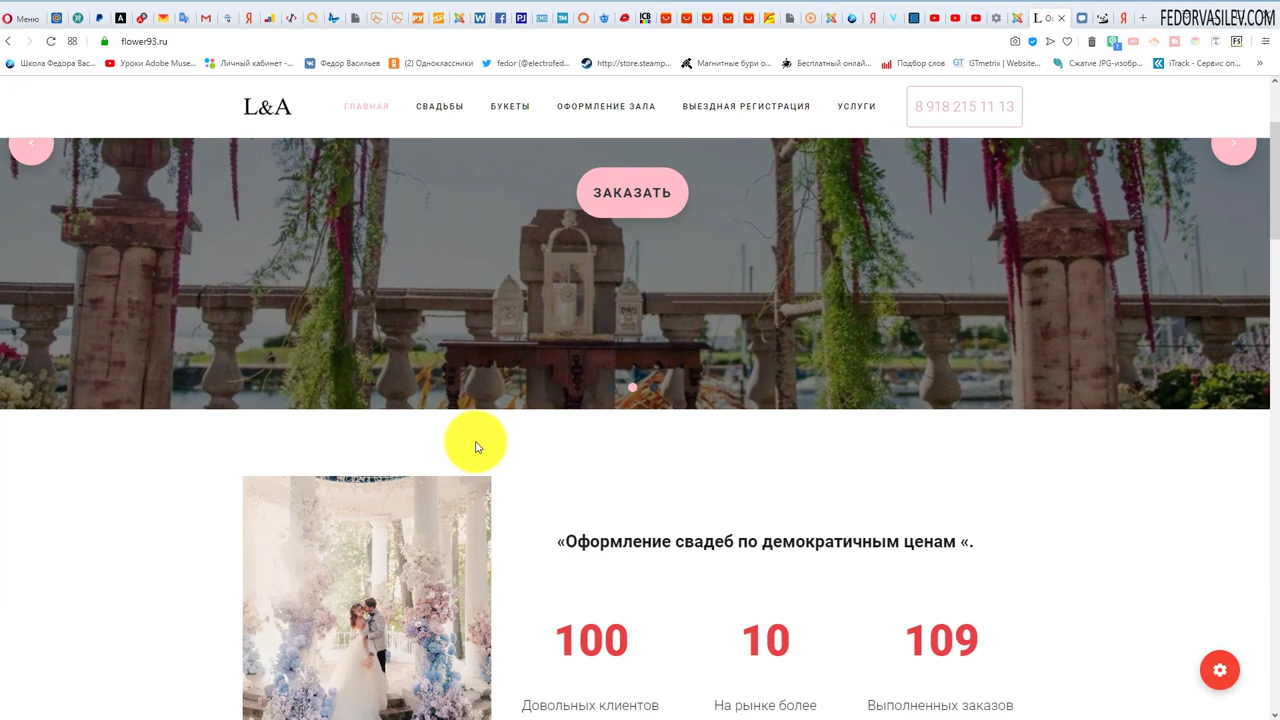 FEDORVASILEV.COM
Меню
flower93.ru
Школа Федора Вас...
Уроки Adobe Muse...
Личный кабинет -...
Федор Васильев
(2) Одноклассники
fedor (@electrofed...
http://store.steamp...
Магнитные бури о...
Бесплатный онлай...
Подбор слов
GTmetrix | Website...
Сжатие JPG-изобр...
iTrack - Сервис оп...
L&A
ГЛАВНАЯ
СВАДЬБЫ
БУКЕТЫ
ОФОРМЛЕНИЕ ЗАЛА
ВЫЕЗДНАЯ РЕГИСТРАЦИЯ
УСЛУГИ
8 918 215 11 13
ЗАКАЗАТЬ
«Оформление свадеб по демократичным ценам «.
100 10 109
Довольных клиентов На рынке более Выполненных заказов